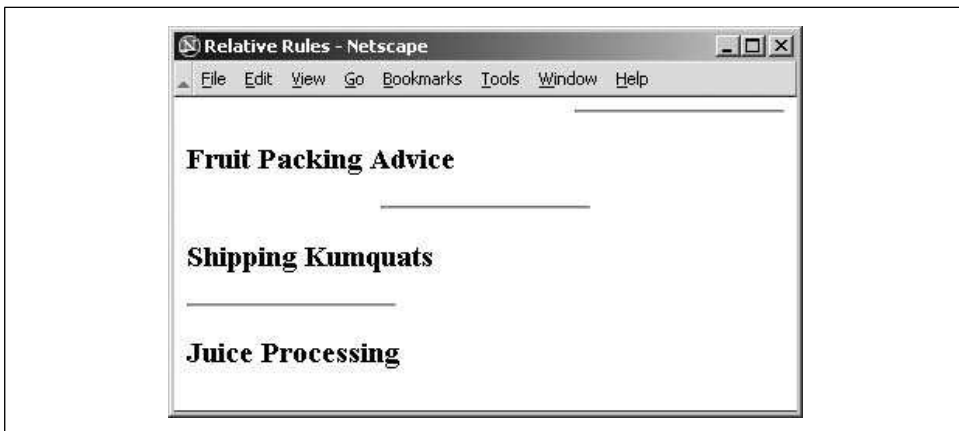 Relative Rules - Netscape
File Edit View Go Bookmarks Tools Window Help
Fruit Packing Advice
Shipping Kumquats
Juice Processing